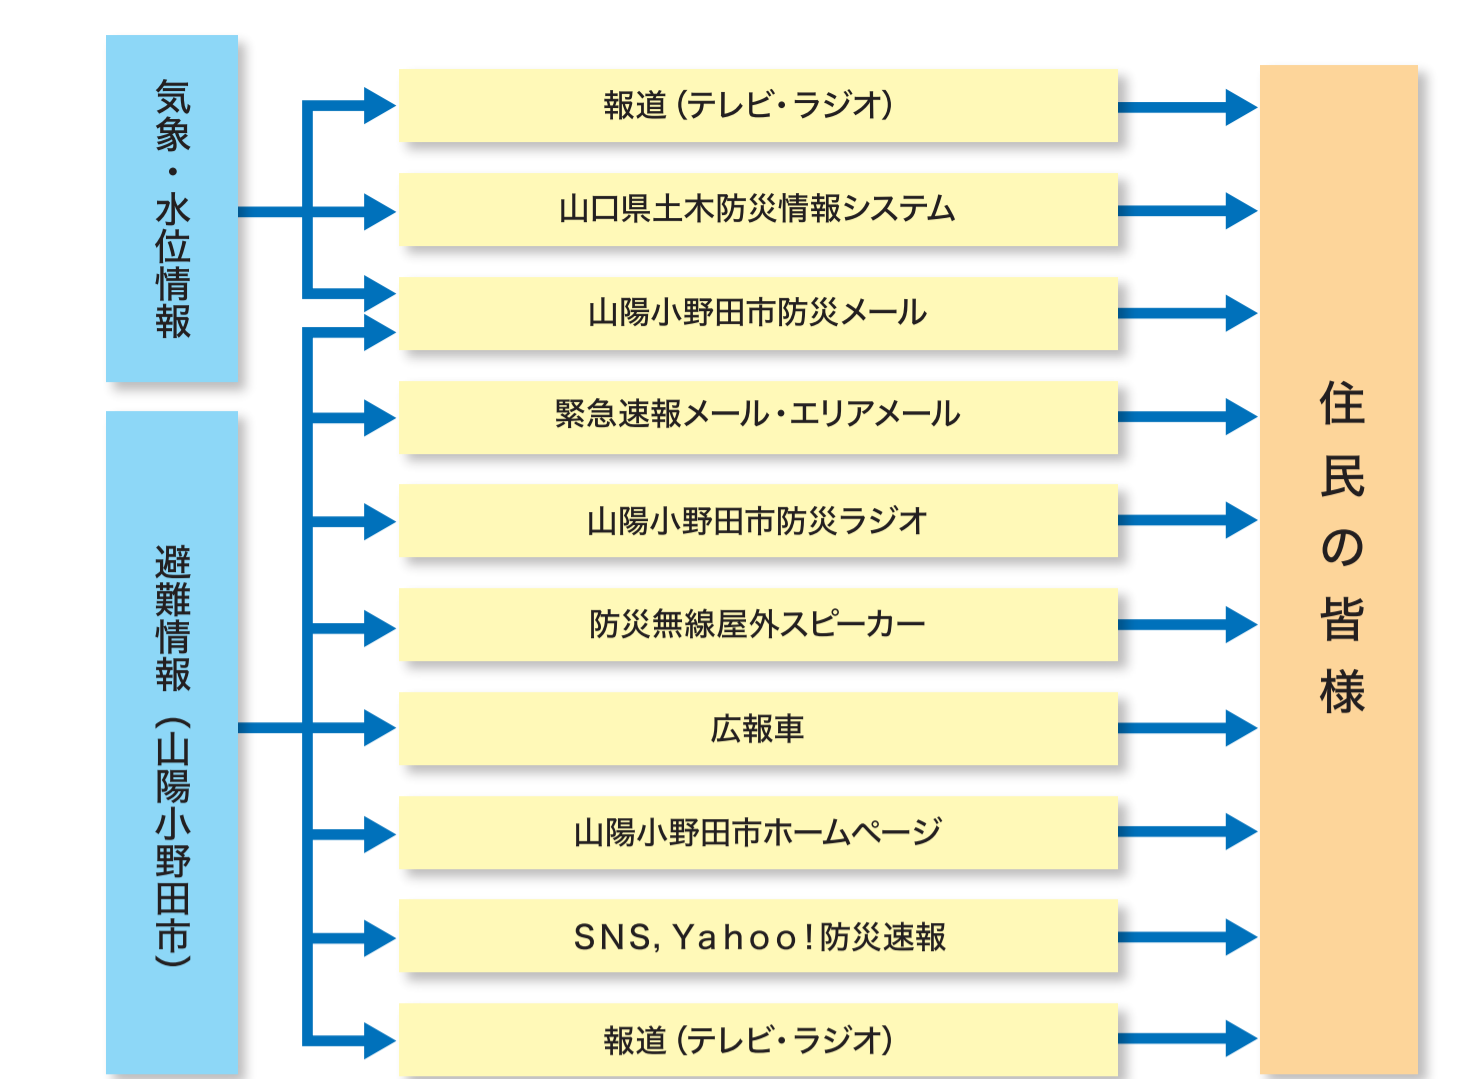 気象・水位情報
報道（テレビ・ラジオ）
山口県土木防災情報システム
山陽小野田市防災メール
避難情報（山陽小野田市）
緊急速報メール・エリアメール
山陽小野田市防災ラジオ
防災無線屋外スピーカー
広報車
山陽小野田市ホームページ
SNS, Yahoo!防災速報
報道（テレビ・ラジオ）
住民の皆様